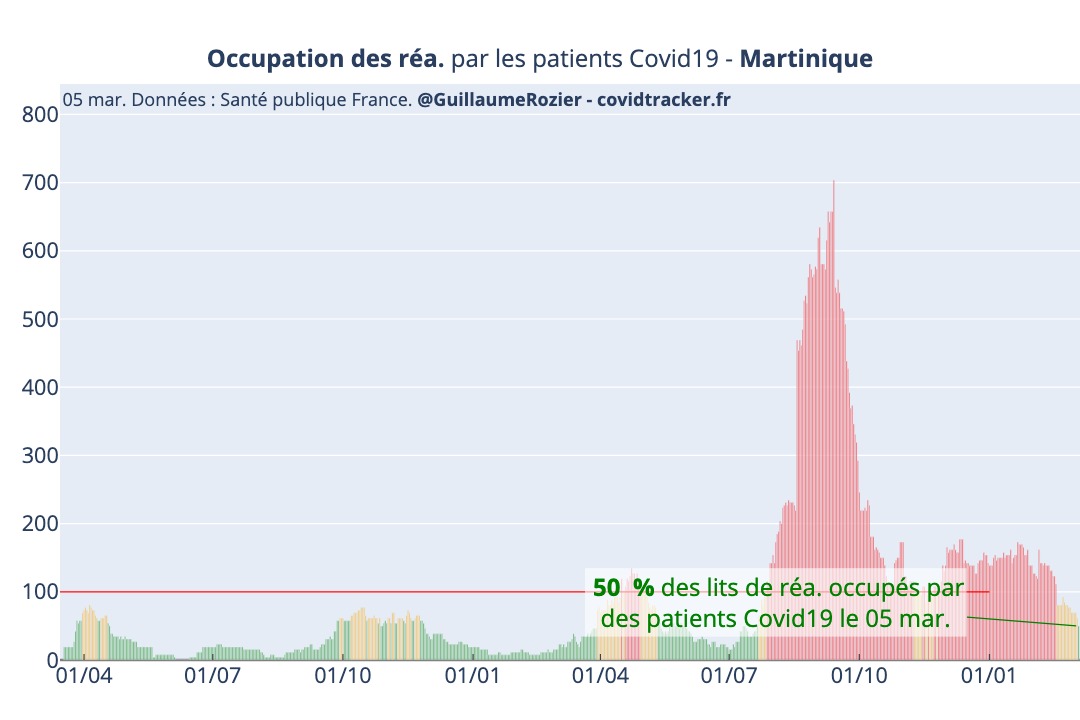 Occupation des réa. par les patients Covid19 - Martinique
05 mar. Données : Santé publique France. @GuillaumeRozier - covidtracker.fr
800
700
600
500
400
300
200
100
0
50 % des lits de réa. occupés par
des patients Covid19 le 05 mar.
01/04 01/07 01/10 01/01 01/04 01/07 01/10 01/01